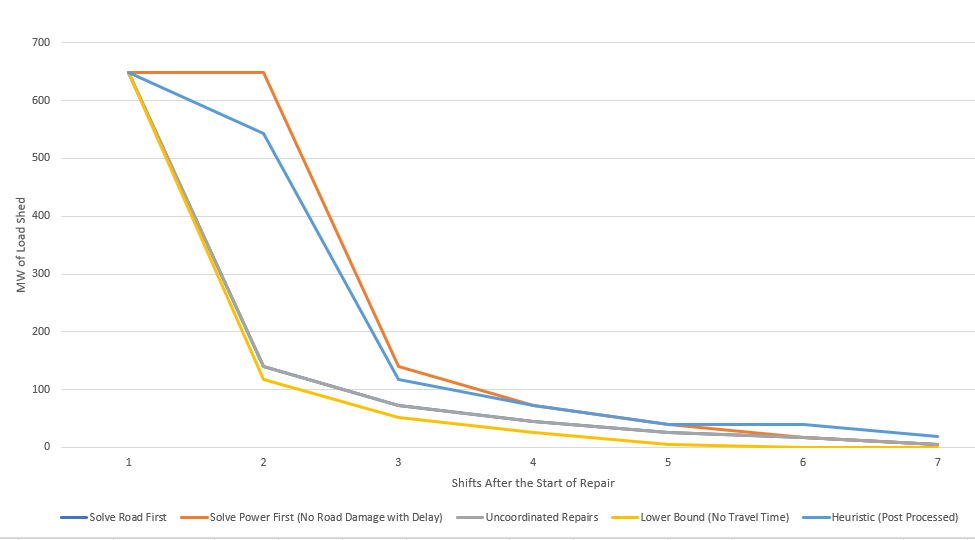 700
600
500
400
300
200
100
0
MW of Load Shed
1 2 3 4 5 6 7
Shifts After the Start of Repair
Solve Road First Solve Power First (No Road Damage with Delay) Uncoordinated Repairs Lower Bound (No Travel Time) Heuristic (Post Processed)